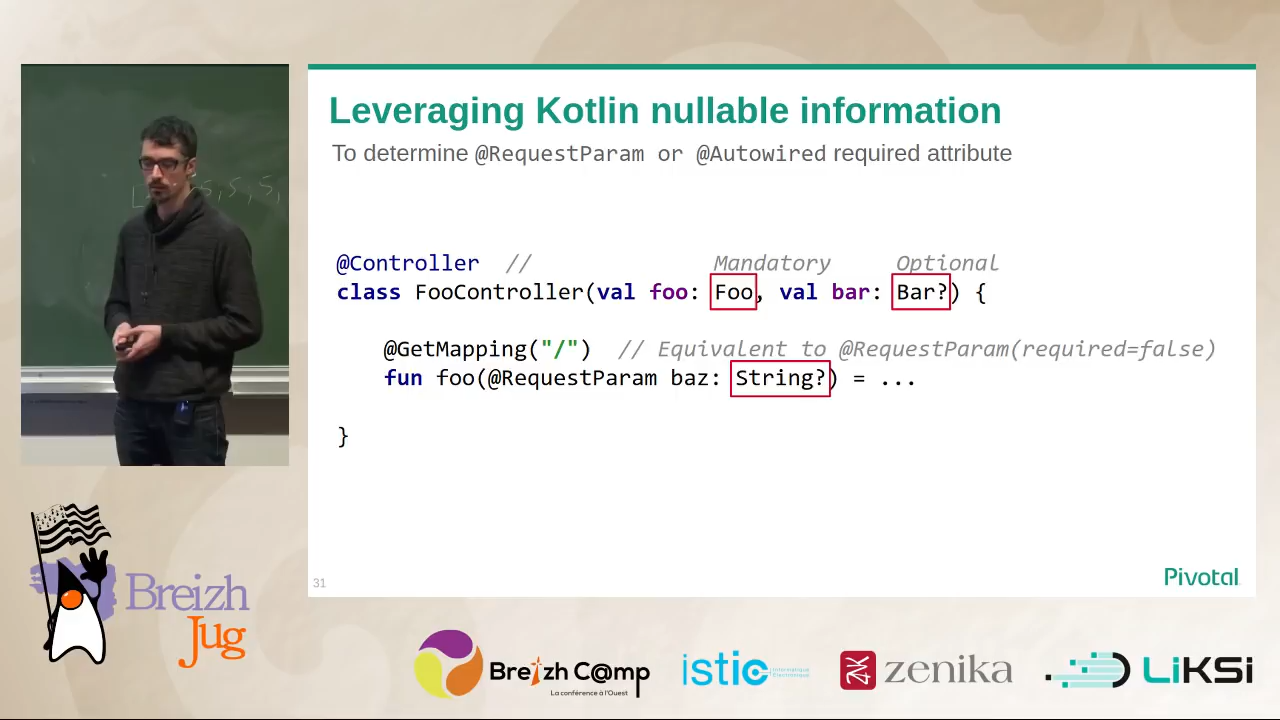 Leveraging Kotlin nullable information
To determine @RequestParam or @Autowired required attribute
@Controller // Mandatory Optional
class FooController(val foo: Foo, val bar: Bar?) {
@GetMapping("/") // Equivalent to @RequestParam(required=false)
fun foo(@RequestParam baz: String?) = ...
}
31
Pivotal
Breizh
Jug
Breizh C@mp
La conférence à l'Ouest
istic
Informatique
Electronique
zenika
LiKSi